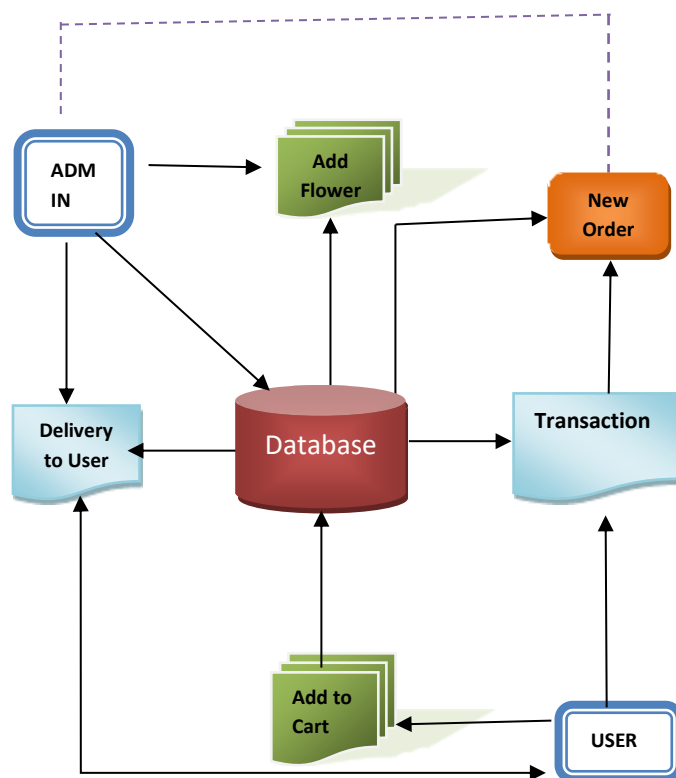 ADM
IN
Add
Flower
New
Order
Delivery
to User
Database
Transaction
Add to
Cart
USER